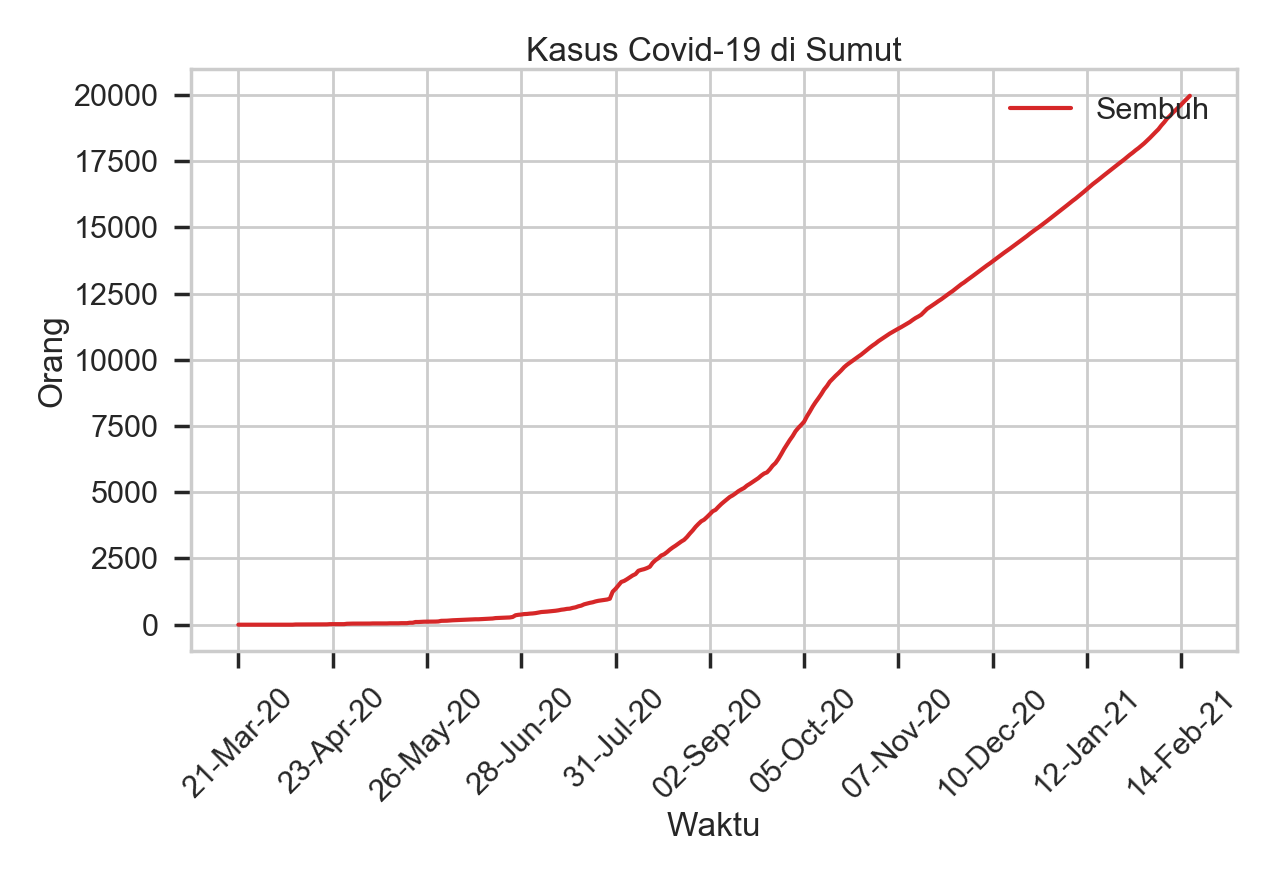 Kasus Covid-19 di Sumut
Sembuh
20000
17500
15000
12500
10000
7500
5000
2500
0
Orang
21-Mar-20
23-Apr-20
26-May-20
28-Jun-20
31-Jul-20
02-Sep-20
05-Oct-20
07-Nov-20
10-Dec-20
12-Jan-21
14-Feb-21
Waktu